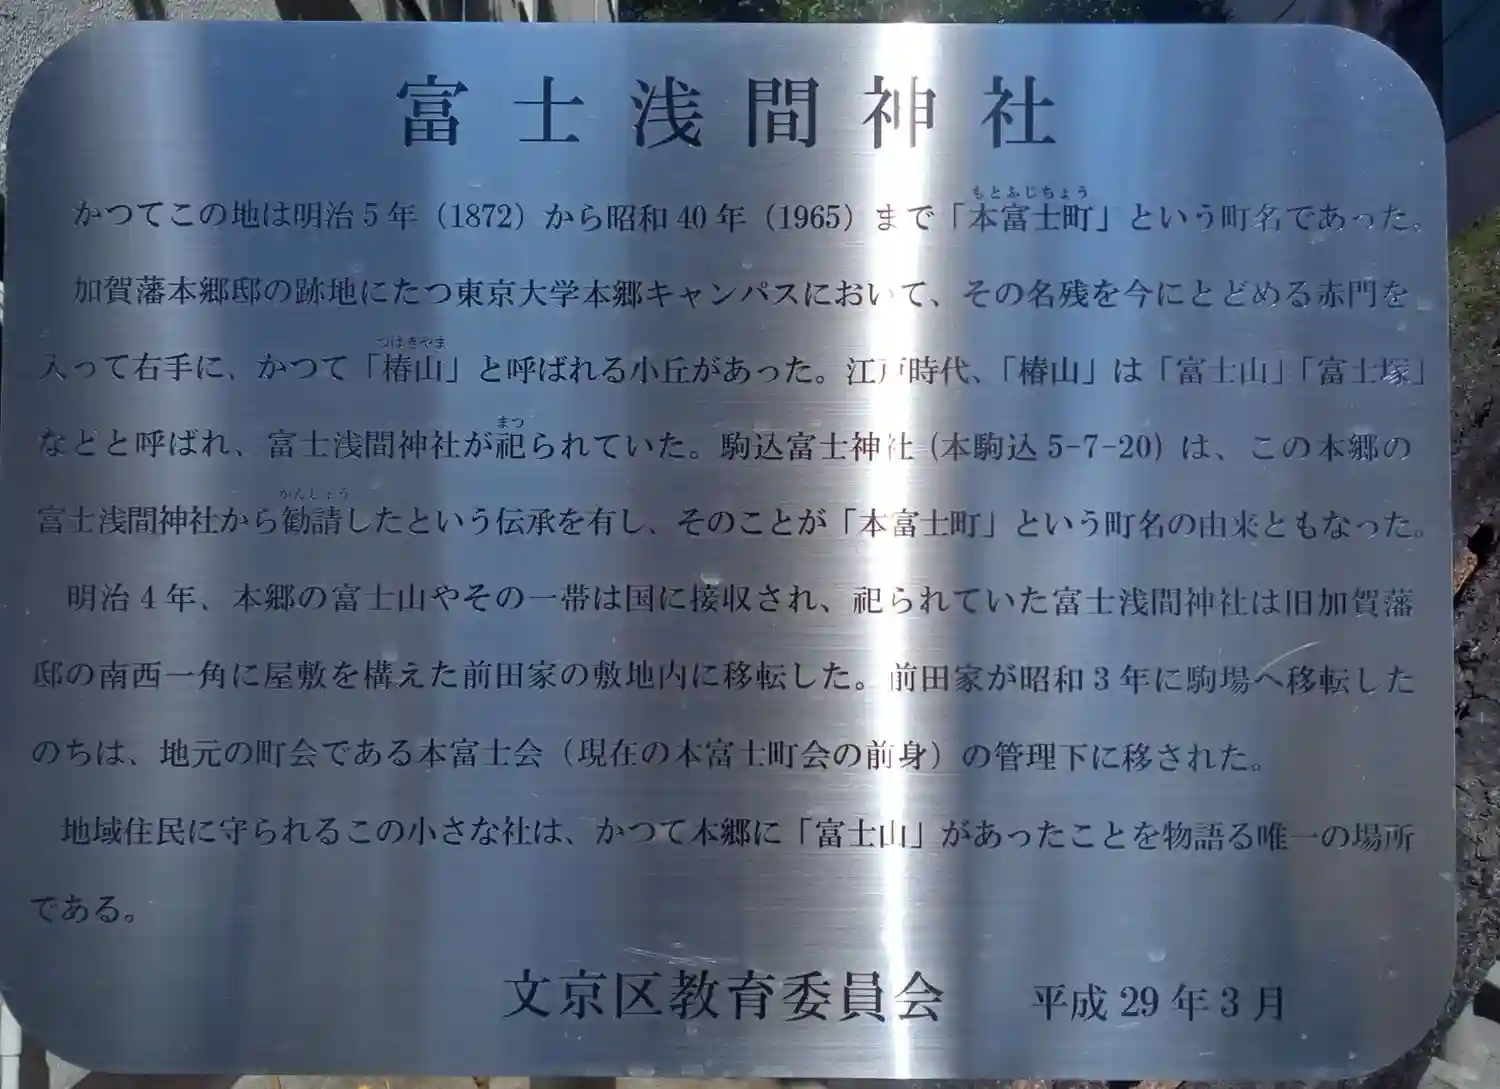 富士浅間神社
もとふじちょう
かつてこの地は明治5年（1872）から昭和40年（1965）まで「本富士町」という町名であった。
加賀藩本郷邸の跡地にたつ東京大学本郷キャンパスにおいて、その名残を今にとどめる赤門を
つばきやま
入って右手に、かつて「椿山」と呼ばれる小丘があった。江戸時代、「椿山」は「富士山」「富士塚」
まつ
などと呼ばれ、富士浅間神社が祀られていた。駒込富士神社(本駒込5-7-20)は、この本郷の
かんじょう
富士浅間神社から勧請したという伝承を有し、そのことが「本富士町」という町名の由来ともなった。
明治4年、本郷の富士山やその一帯は国に接収され、祀られていた富士浅間神社は旧加賀藩
邸の南西一角に屋敷を構えた前田家の敷地内に移転した。前田家が昭和3年に駒場へ移転した
のちは、地元の町会である本富士会（現在の本富士町会の前身）の管理下に移された。
地域住民に守られるこの小さな社は、かつて本郷に「富士山」があったことを物語る唯一の場所
である。
文京区教育委員会 平成29年3月